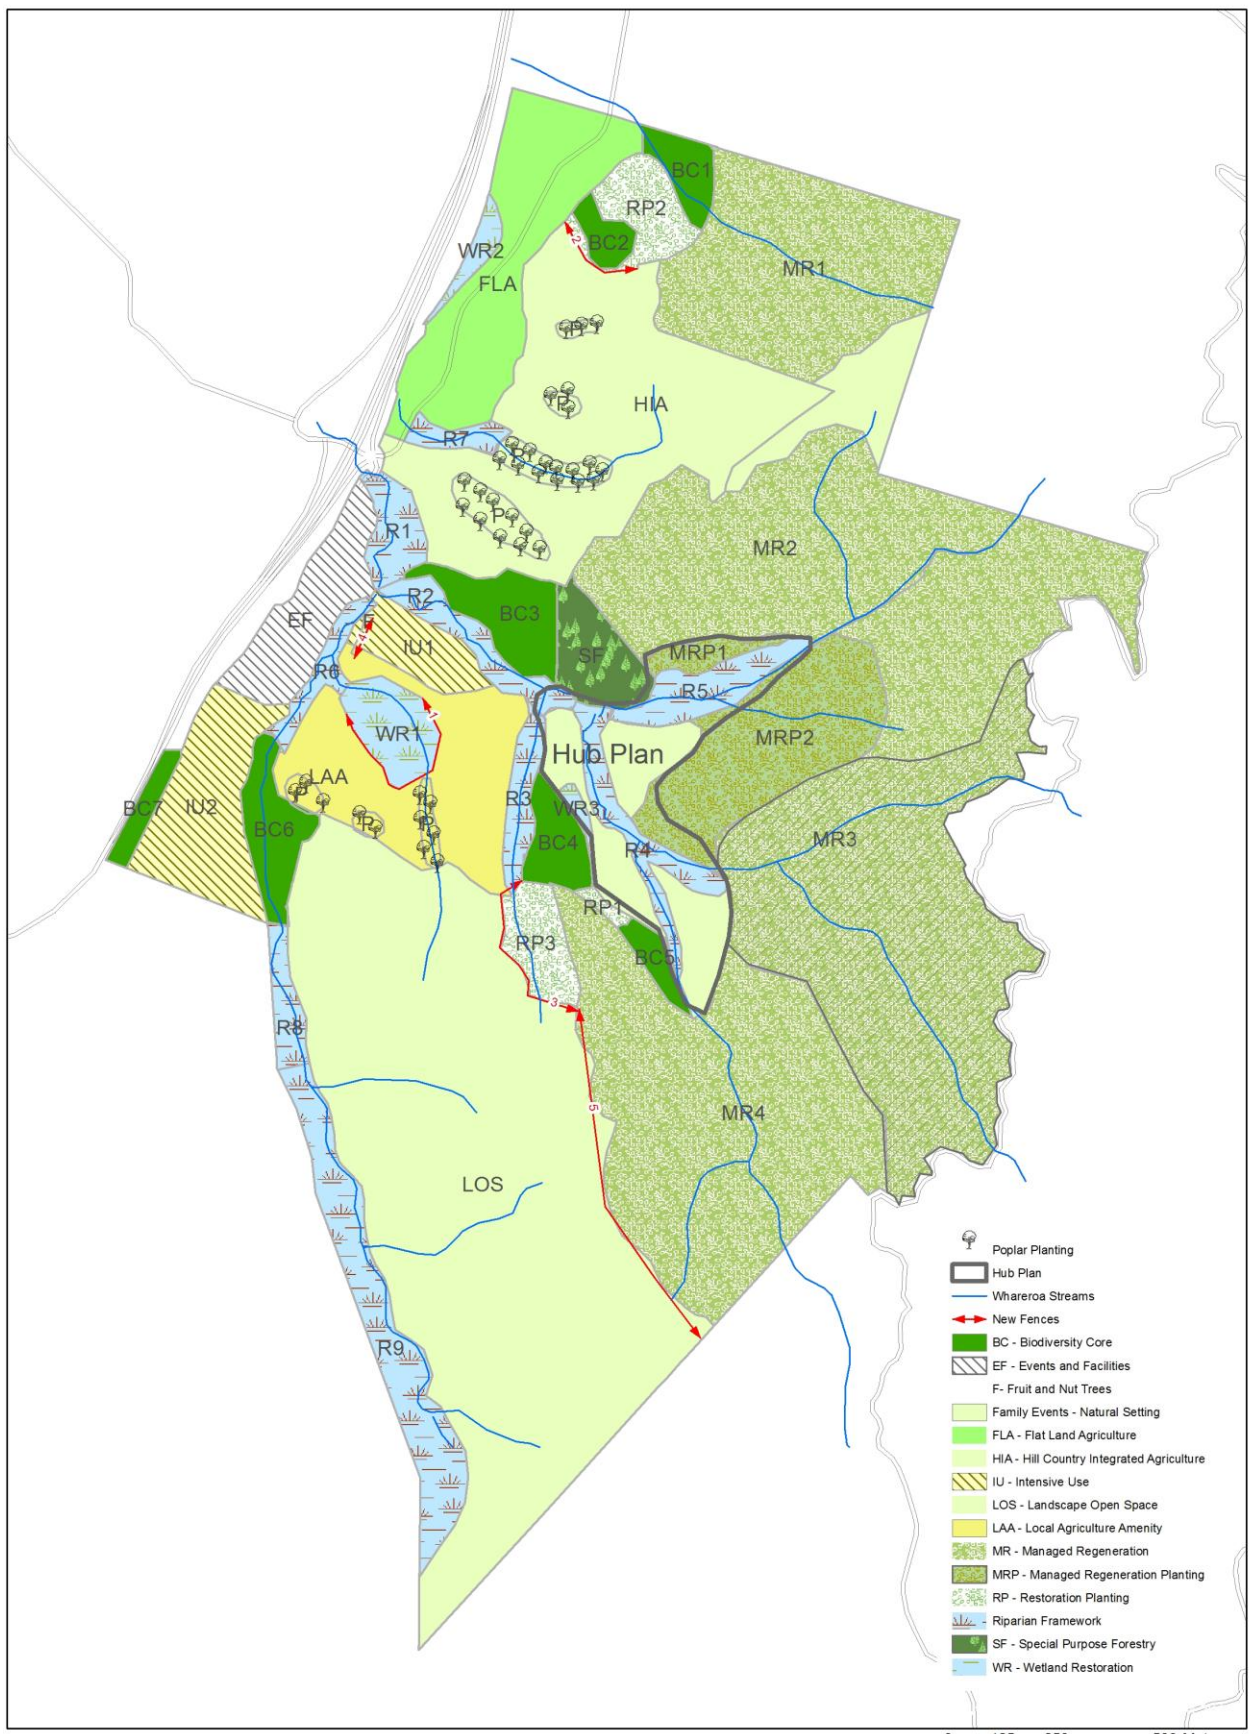 BC1
RP2
BC2
2
WR2
MR1
FLA
P
P
HIA
R7
P
P
R1
MR2
R2
BC3
EF
F
4
IU1
SF
MRP1
R6
R5
1
WR1
Hub Plan
MRP2
LAA
P
BC7
IU2
R3
WR3
BC6
P
P
BC4
R4
MR3
RP1
RP3
BC5
3
R8
5
MR4
LOS
R9
Poplar Planting
Hub Plan
Whareroa Streams
New Fences
BC - Biodiversity Core
EF - Events and Facilities
F- Fruit and Nut Trees
Family Events - Natural Setting
FLA - Flat Land Agriculture
HIA - Hill Country Integrated Agriculture
IU - Intensive Use
LOS - Landscape Open Space
LAA - Local Agriculture Amenity
MR - Managed Regeneration
MRP - Managed Regeneration Planting
RP - Restoration Planting
Riparian Framework
SF - Special Purpose Forestry
WR - Wetland Restoration